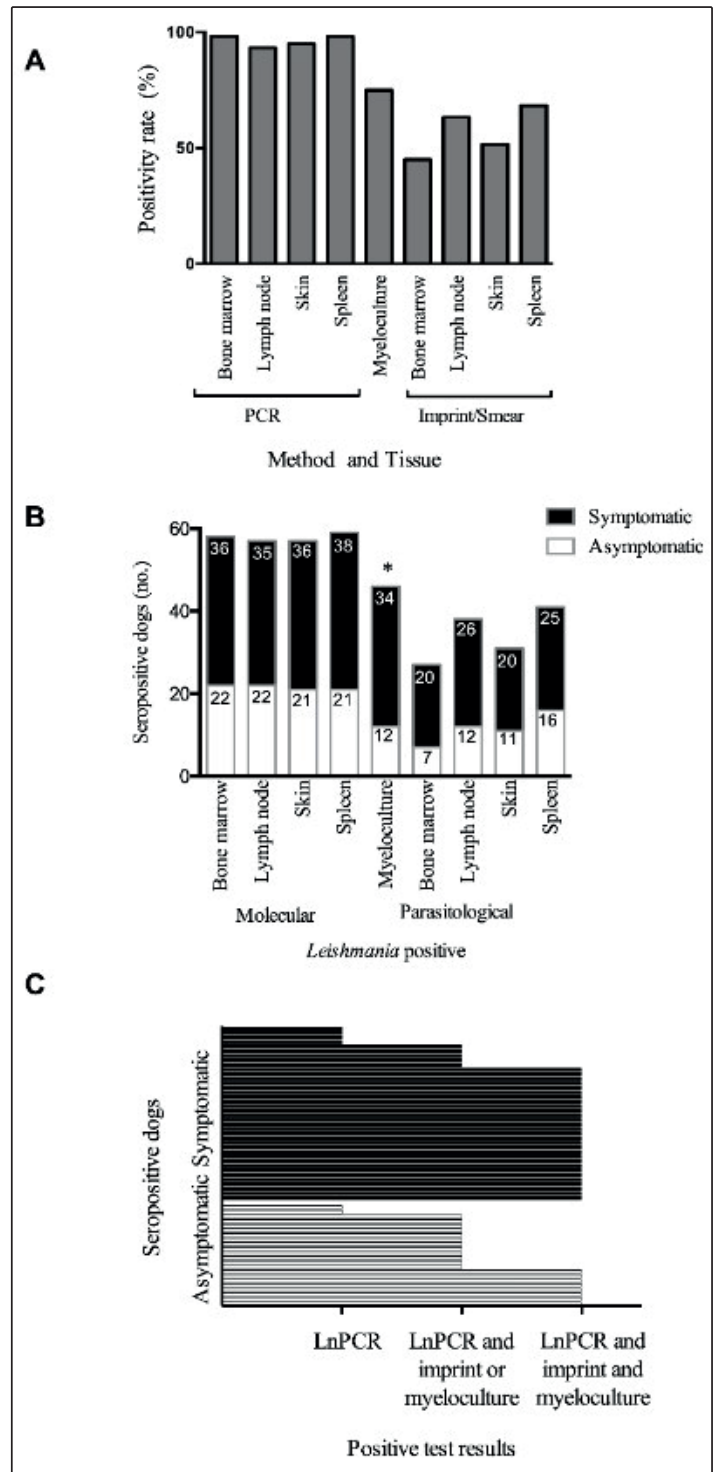 A
Positivity rate (%)
100
50
0
Bone marrow
Lymph node
Skin
Spleen
Myeloculture
Bone marrow
Lymph node
Skin
Spleen
PCR
Imprint/Smear
Method and Tissue
B
Symptomatic
Asymptomatic
Seropositive dogs (no.)
60
40
20
0
36
35
36
38
*
34
20
26
20
25
22
22
21
21
12
7
12
11
16
Bone marrow
Lymph node
Skin
Spleen
Myeloculture
Bone marrow
Lymph node
Skin
Spleen
Molecular
Parasitological
Leishmania positive
C
Seropositive dogs
Asymptomatic Symptomatic
LnPCR
LnPCR and
imprint or
myeloculture
LnPCR and
imprint and
myeloculture
Positive test results